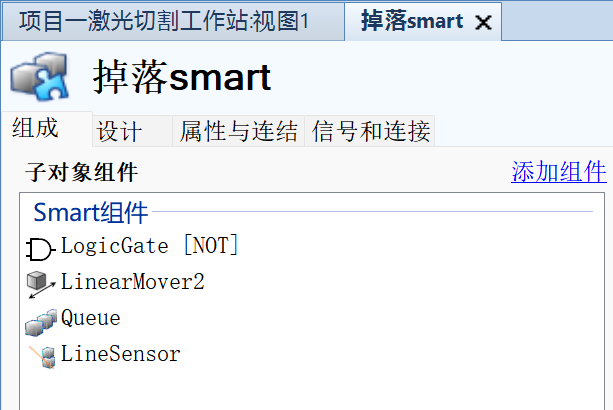 项目一激光切割工作站:视图1 掉落smart
掉落smart
组成 设计 属性与连结 信号和连接
子对象组件 添加组件
Smart组件
LogicGate [NOT]
LinearMover2
Queue
LineSensor